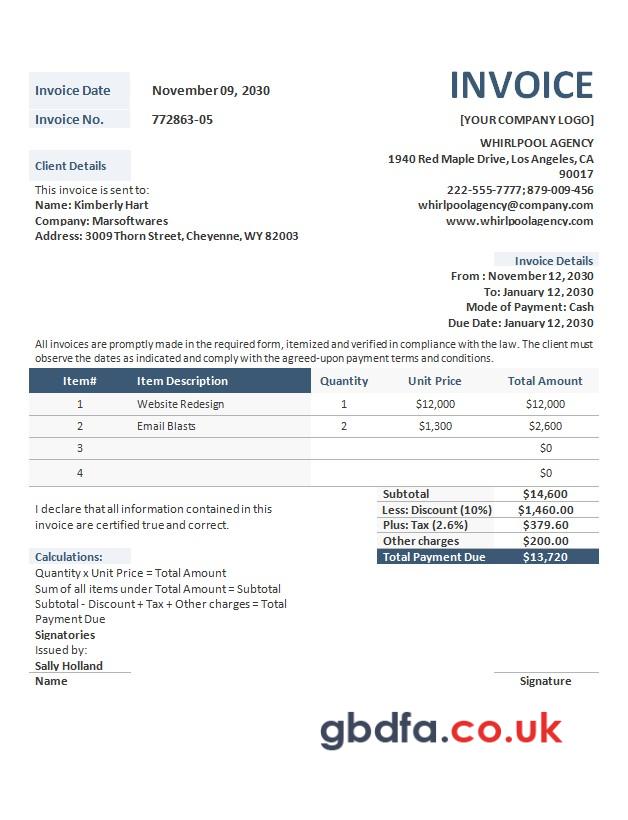 INVOICE
Invoice Date November 09, 2030
Invoice No. 772863-05
[YOUR COMPANY LOGO]
WHIRLPOOL AGENCY
1940 Red Maple Drive, Los Angeles, CA
90017
222-555-7777; 879-009-456
whirlpoolagency@company.com
www.whirlpoolagency.com
Client Details
This invoice is sent to:
Name: Kimberly Hart
Company: Marsoftwares
Address: 3009 Thorn Street, Cheyenne, WY 82003
Invoice Details
From : November 12, 2030
To: January 12, 2030
Mode of Payment: Cash
Due Date: January 12, 2030
All invoices are promptly made in the required form, itemized and verified in compliance with the law. The client must
observe the dates as indicated and comply with the agreed-upon payment terms and conditions.
Item# Item Description Quantity Unit Price Total Amount
1 Website Redesign 1 $12,000 $12,000
2 Email Blasts 2 $1,300 $2,600
3 $0
4 $0
Subtotal $14,600
Less: Discount (10%) $1,460.00
Plus: Tax (2.6%) $379.60
Other charges $200.00
Total Payment Due $13,720
I declare that all information contained in this
invoice are certified true and correct.
Calculations:
Quantity x Unit Price = Total Amount
Sum of all items under Total Amount = Subtotal
Subtotal - Discount + Tax + Other charges = Total
Payment Due
Signatories
Issued by:
Sally Holland
Name Signature
gbdfa.co.uk